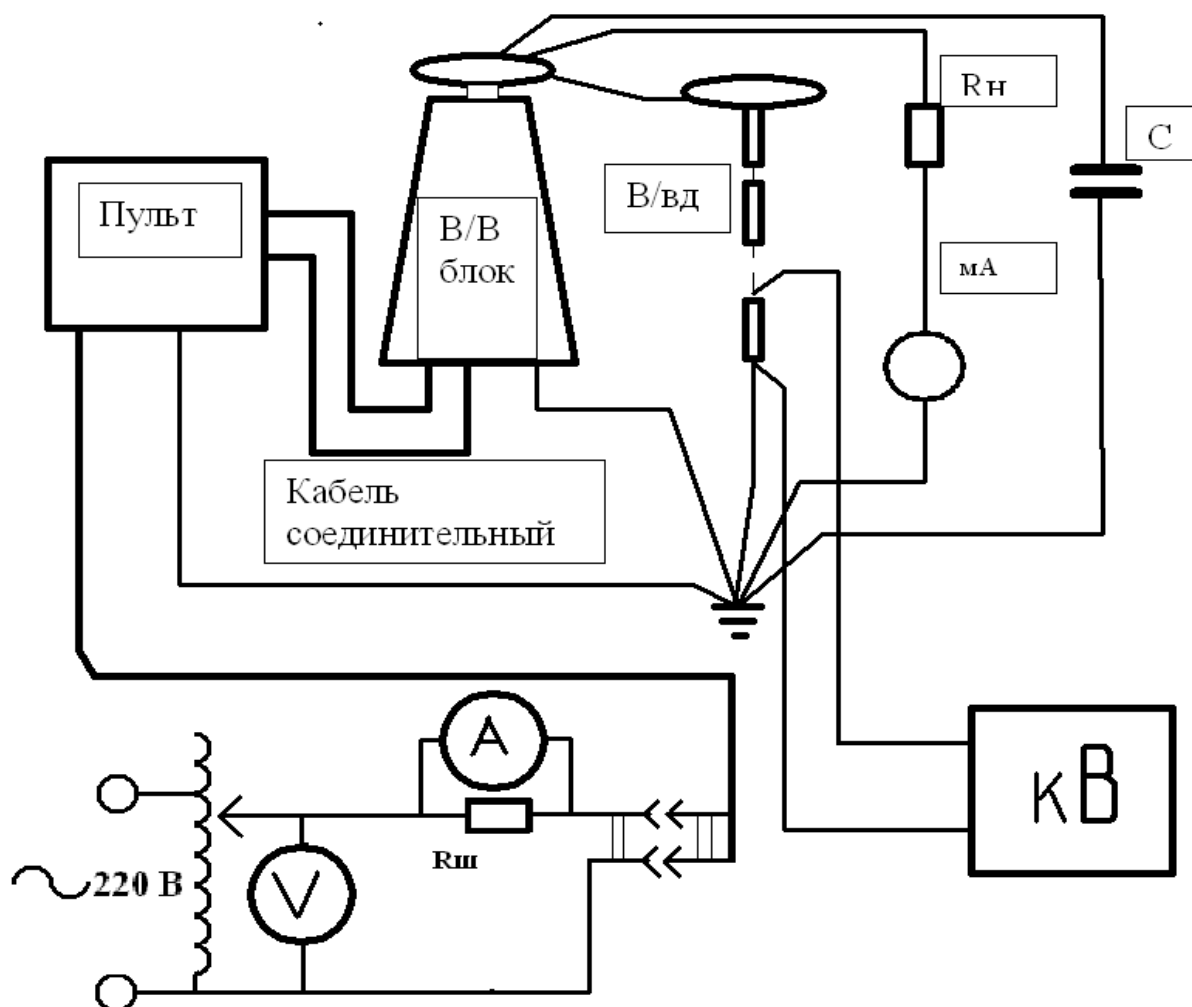 Rн
С
Пульт
В/вд
В/В
блок
мА
Кабель
соединительный
А
кВ
Rш
220 В
V